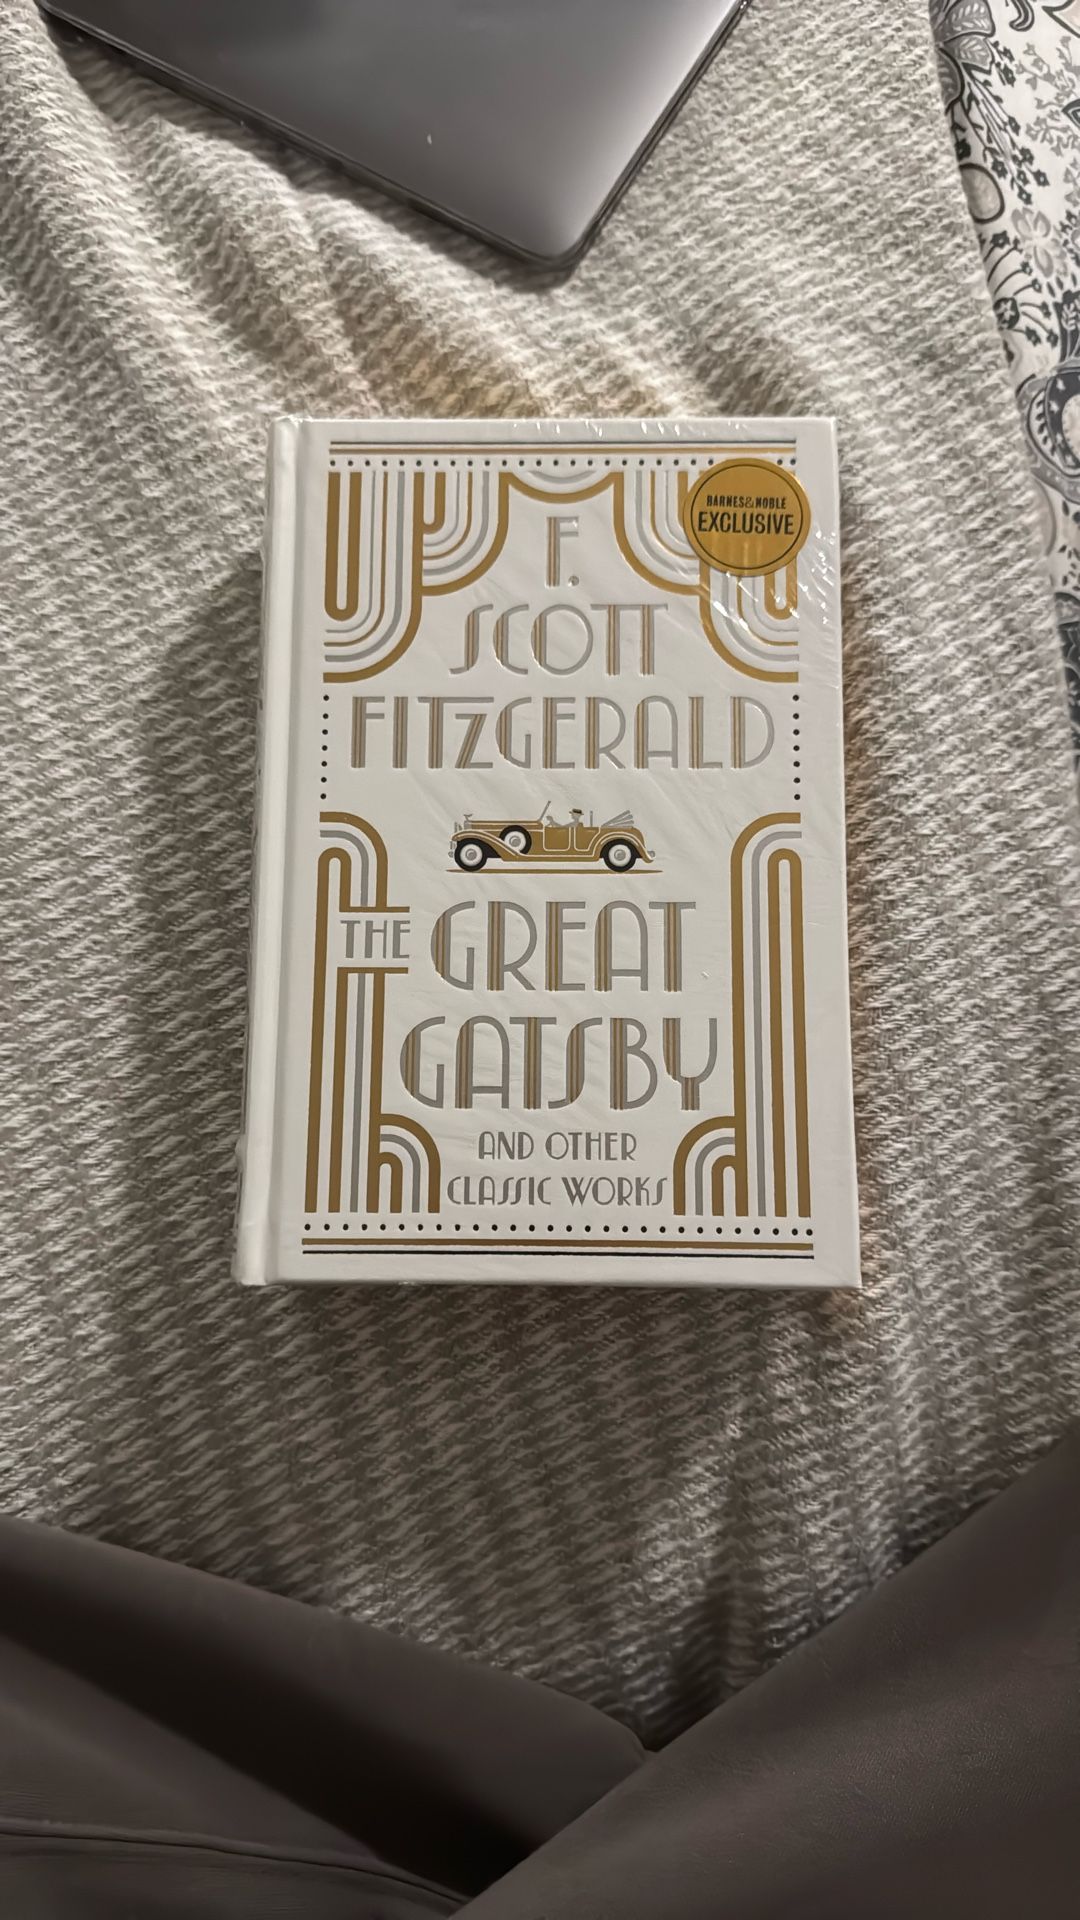 BARNES&NOBLE
EXCLUSIVE
F.
SCOTT
FITZGERALD
THE GREAT
GATSBY
AND OTHER
CLASSIC WORKS